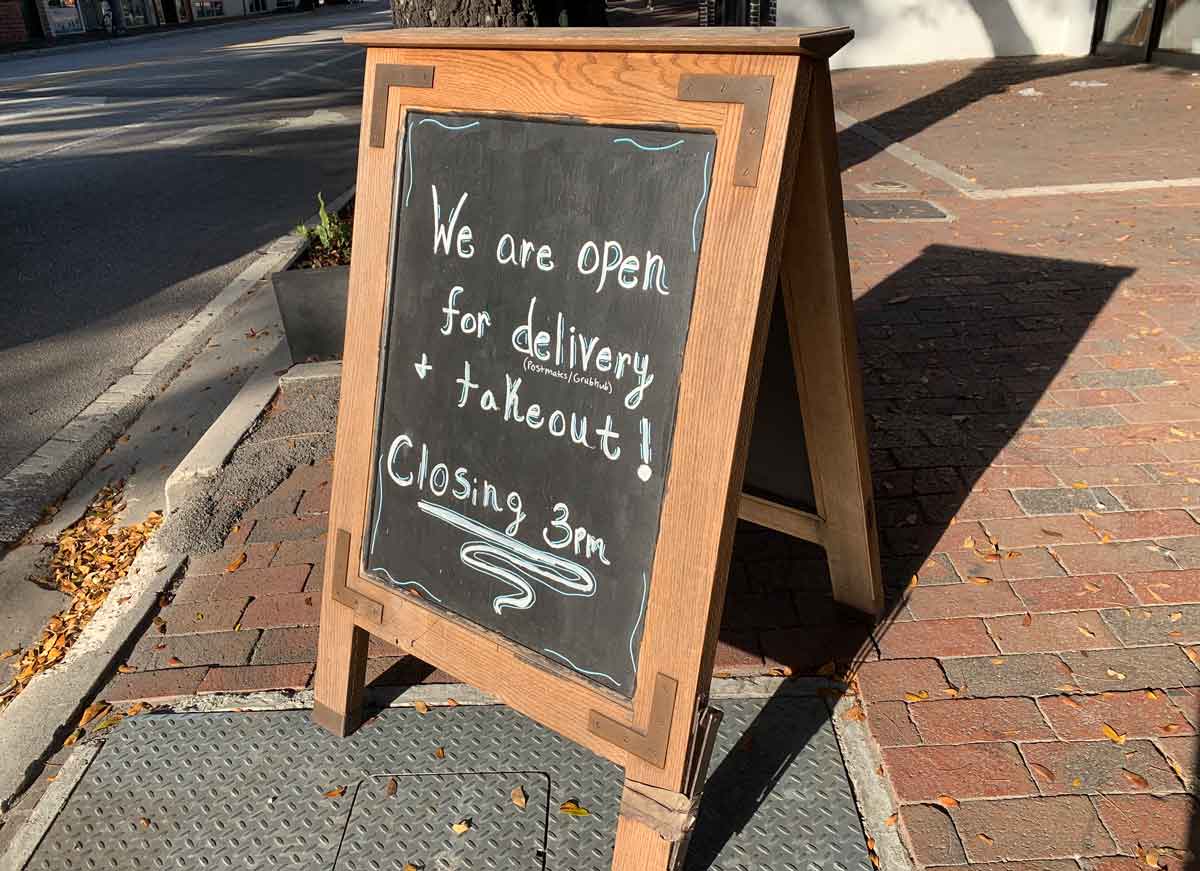 We are open
for delivery
(Postmates/Grubhub)
+ takeout!
Closing 3pm